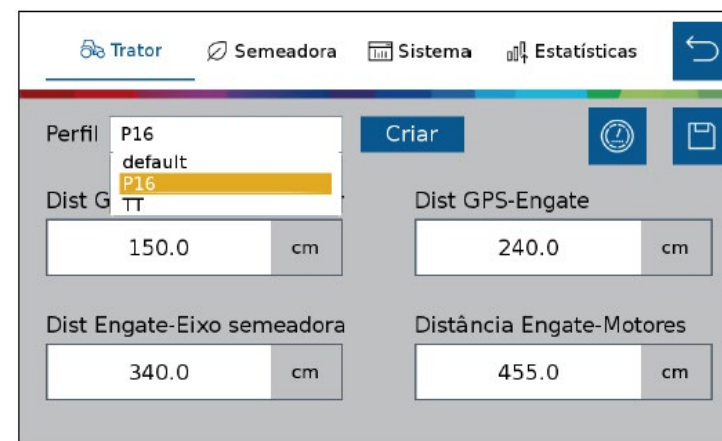 Trator Semeadora Sistema Estatísticas
Perfil P16 Criar
default
P16
TT
Dist G Dist GPS-Engate
150.0 cm 240.0 cm
Dist Engate-Eixo semeadora Distância Engate-Motores
340.0 cm 455.0 cm